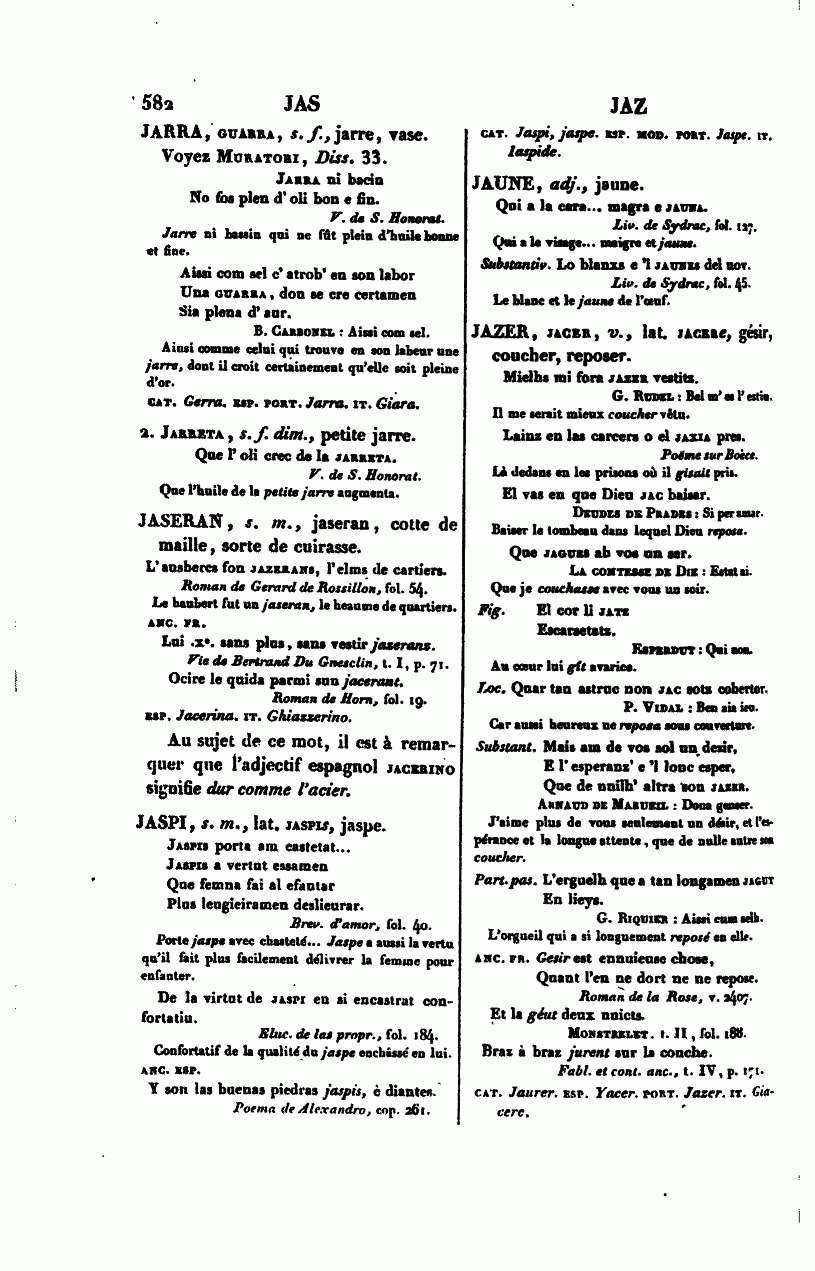 582 JAS
JARRA, GUARRA, s. f., jarre, vase.
Voyez MURATORI, Diss. 33.
JARRA ni bacin
No fos plen d' oli bon e fin.
V. de S. Honorat.
Jarre ni bassin qui ne fût plein d'huile bonne
et fine.
Aissi com sel c' atrob' en son labor
Una GUARRA, don se cre certamen
Sia plena d' aur.
B. CARBONEL : Aissi com sel.
Ainsi comme celui qui trouve en son labeur une
jarre, dont il croit certainement qu'elle soit pleine
d'or.
CAT. Gerra. ESP. PORT. Jarra. IT. Giara.
2. JARRETA, s. f. dim., petite jarre.
Que l' oli crec de la JARRETA.
V. de S. Honorat.
Que l'huile de la petite jarre augmenta.
JASERAN, s. m., jaseran, cotte de
maille, sorte de cuirasse.
L' ausbercs fon JAZERANS, l'elms de cartiers.
Roman de Gerard de Rossillon, fol. 54.
Le haubert fut un jaseran, le heaume de quartiers.
ANC. FR.
Lui .xe. sans plus, sans vestir jazerans.
Vie de Bertrand Du Guesclin, t. I, p. 71.
Ocire le quida parmi sun jacerant.
Roman de Horn, fol. 19.
ESP. Jacerina. IT. Ghiazzerino.
Au sujet de ce mot, il est à remar-
quer que l'adjectif espagnol JACERINO
signifie dur comme l'acier.
JASPI, s. m., lat. JASPIS, jaspe.
JASPIS porta am castetat...
JASPIS a vertut essamen
Que femna fai al efantar
Plus leugieiramen deslieurar.
Brev. d'amor, fol. 40.
Porte jaspe avec chasteté... Jaspe a aussi la vertu
qu'il fait plus facilement délivrer la femme pour
enfanter.
De la virtut de JASPI en si encastrat con-
fortatiu.
Eluc. de las propr., fol. 184.
Confortatif de la qualité du jaspe enchâssé en lui.
ANC. ESP.
Y son las buenas piedras jaspis, è diantes.
Poema de Alexandro, cop. 261.
JAZ
CAT. Jaspi, jaspe. ESP. MOD. PORT. Jaspe. IT.
Iaspide.
JAUNE, adj., jaune.
Qui a la cara... magra e JAUNA.
Liv. de Sydrac, fol. 127.
Qui a le visage... maigre et jaune.
Substantiv. Lo blanxs e 'l JAUNES del uov.
Liv. de Sydrac, fol. 45.
Le blanc et le jaune de l'œuf.
JAZER, JACER, v., lat. JACERe, gésir,
coucher, reposer.
Mielhs mi fora JAZER vestitz.
G. RUDEL : Bel m' es l' estius.
Il me serait mieux coucher vêtu.
Lainz en las carcers o el JAXIA pres.
Poëme sur Boèce.
Là dedans en les prisons où il gisait pris.
El vas en que Dieu JAC baisar.
DEUDES DE PRADES : Si per amar.
Baiser le tombeau dans lequel Dieu reposa.
Que JAGUES ab vos un ser.
LA COMTESSE DE DIE : Estat ai.
Que je couchasse avec vous un soir.
Fig. El cor li JATZ
Escarsetatz.
ESPERDUT : Qui non.
Au cœur lui gît avarice.
Loc. Quar tan astruc non JAC sotz cobertor.
P. VIDAL : Ben aia ieu.
Car aussi heureux ne reposa sous couverture.
Substant. Mais am de vos sol un desir,
E l' esperanz' e 'l lonc esper,
Que de nuilh' altra son JAZER.
ARNAUD DE MARUEIL : Dona genser.
J'aime plus de vous seulement un désir, et l'es-
pérance et la longue attente, que de nulle autre son
coucher.
Part. pas. L'erguelh que a tan longamen JAGUT
En lieys.
G. RIQUIER : Aissi cum selh.
L'orgueil qui a si longuement reposé en elle.
ANC. FR. Gesir est ennuieuse chose,
Quant l'en ne dort ne ne repose.
Roman de la Rose, v. 2407.
Et la géut deux nuicts.
MONSTRELET. t. II, fol. 188.
Braz à braz jurent sur la couche.
Fabl. et cont. anc., t. IV, p. 171.
CAT. Jaurer. ESP. Yacer. PORT. Jazer. IT. Gia-
cere.